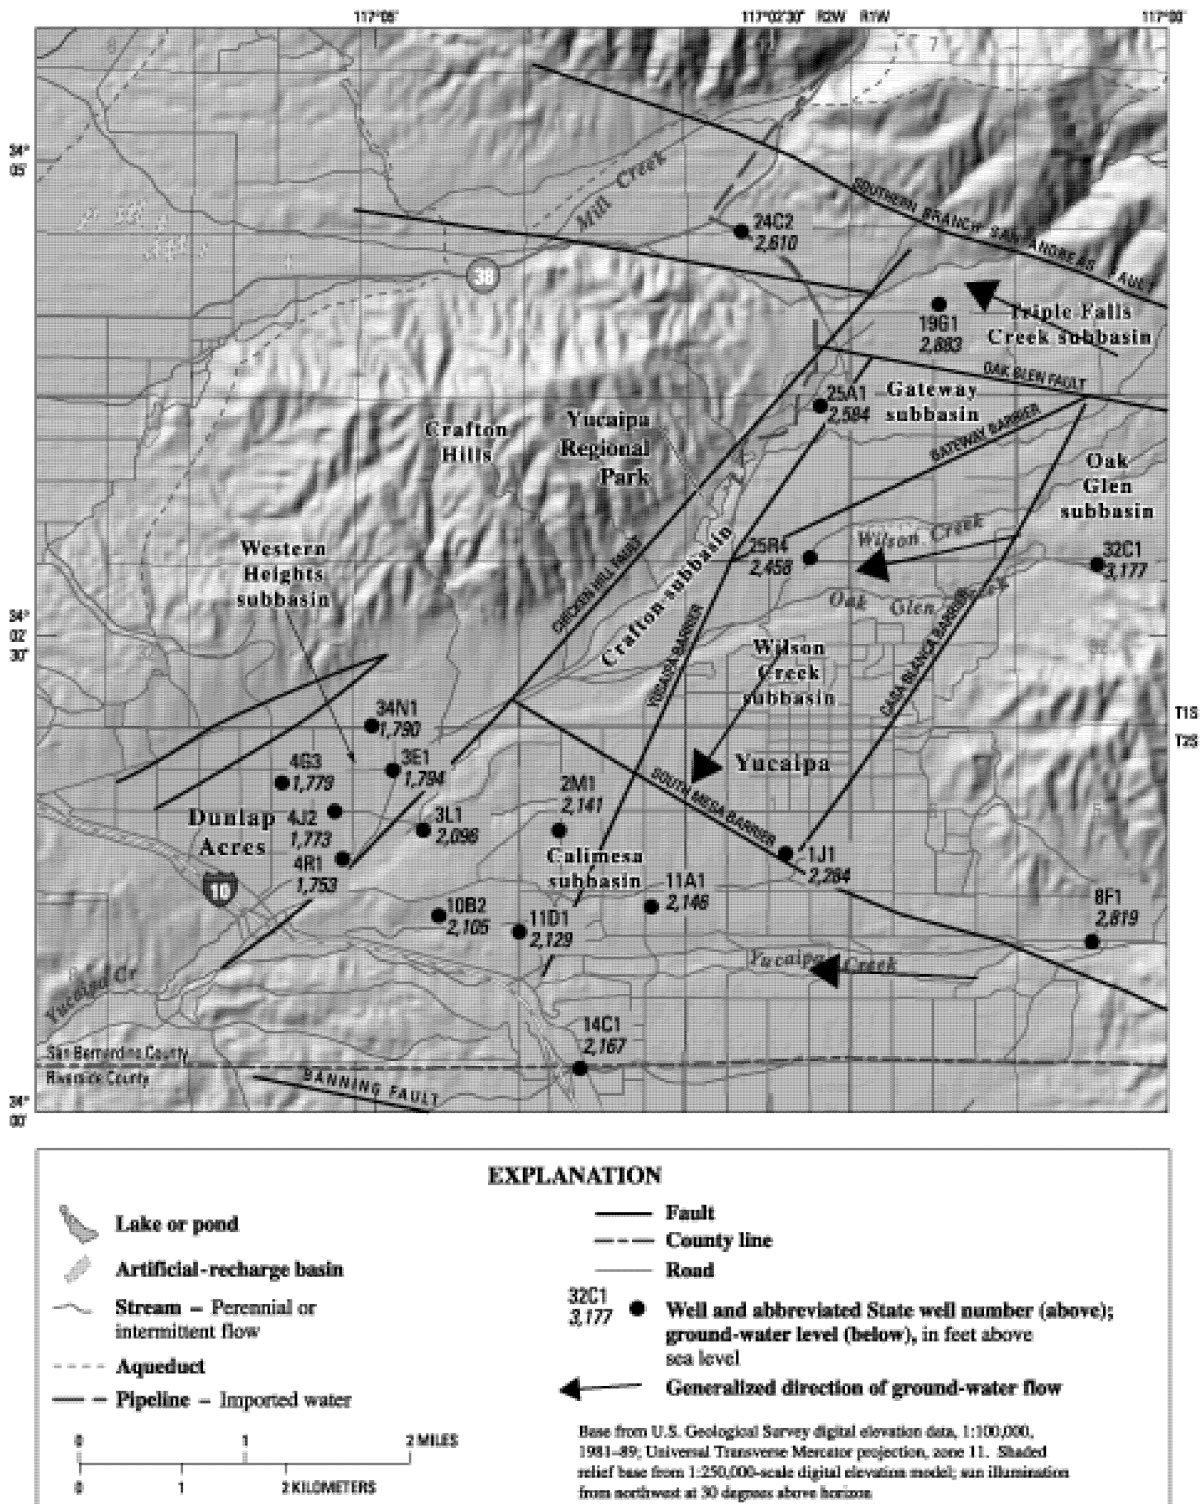 117°05'
117°02'30"
R2W
R1W
117°00'
34°
05'
6
7
Mill Creek
38
24C2
2,610
SOUTHERN BRANCH SAN ANDREAS FAULT
19G1
2,883
Triple Falls
Creek subbasin
OAK GLEN FAULT
25A1
2,584
Gateway
subbasin
GATEWAY BARRIER
Crafton
Hills
Yucaipa
Regional
Park
Oak
Glen
subbasin
Western
Heights
subbasin
CHICKEN HILL FAULT
Crafton subbasin
25R4
2,458
Wilson Creek
32C1
3,177
Oak Glen Creek
34°
02'
30"
YUCAIPA BARRIER
Wilson
Creek
subbasin
CASA BLANCA BARRIER
34N1
1,790
T1S
T2S
4G3
1,779
3E1
1,794
Yucaipa
SOUTH MESA BARRIER
2M1
2,141
Dunlap
Acres
4J2
1,773
3L1
2,096
4R1
1,753
Calimesa
subbasin
1J1
2,284
10
11A1
2,146
10B2
2,105
11D1
2,129
8F1
2,819
Yucaipa Creek
Yucaipa Cr
14C1
2,167
San Bernardino County
Riverside County
BANNING FAULT
34°
00'
EXPLANATION
Lake or pond
Artificial-recharge basin
Stream – Perennial or
intermittent flow
Aqueduct
Pipeline – Imported water
0 1 2 MILES
0 1 2 KILOMETERS
Fault
County line
Road
32C1
3,177
Well and abbreviated State well number (above);
ground-water level (below), in feet above
sea level
Generalized direction of ground-water flow
Base from U.S. Geological Survey digital elevation data, 1:100,000,
1981–89; Universal Transverse Mercator projection, zone 11. Shaded
relief base from 1:250,000-scale digital elevation model; sun illumination
from northwest at 30 degrees above horizon